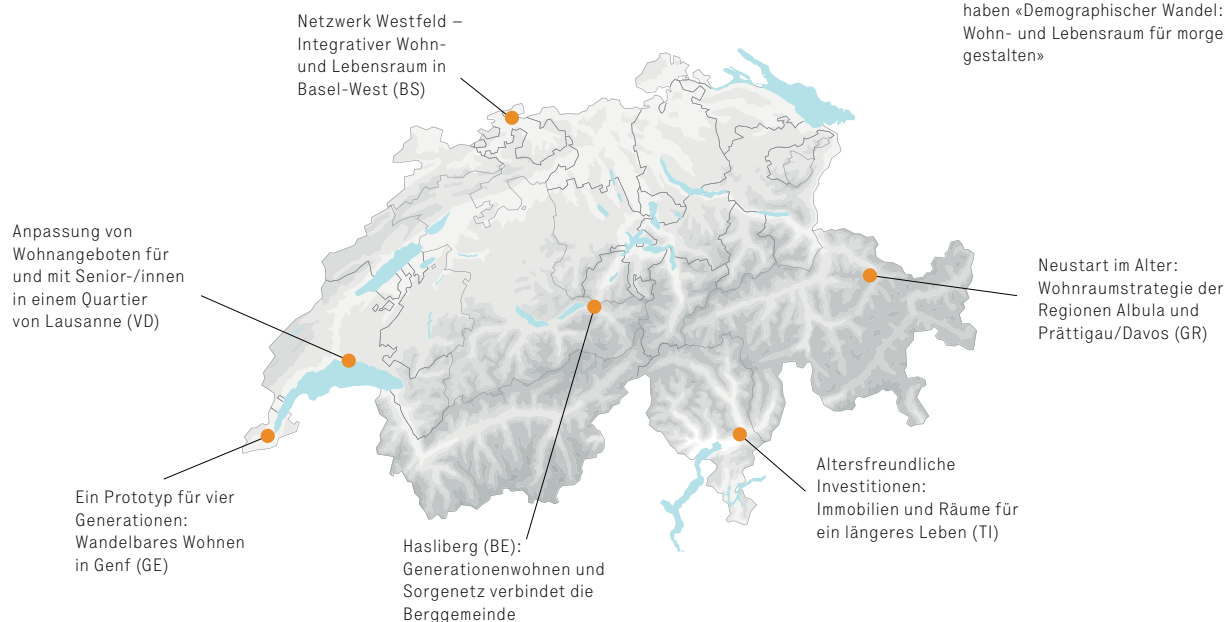 haben «Demographischer Wandel:
Wohn- und Lebensraum für morge
gestalten»
Netzwerk Westfeld –
Integrativer Wohn-
und Lebensraum in
Basel-West (BS)
Anpassung von
Wohnangeboten für
und mit Senior-/innen
in einem Quartier
von Lausanne (VD)
Neustart im Alter:
Wohnraumstrategie der
Regionen Albula und
Prättigau/Davos (GR)
Ein Prototyp für vier
Generationen:
Wandelbares Wohnen
in Genf (GE)
Hasliberg (BE):
Generationenwohnen und
Sorgenetz verbindet die
Berggemeinde
Altersfreundliche
Investitionen:
Immobilien und Räume für
ein längeres Leben (TI)